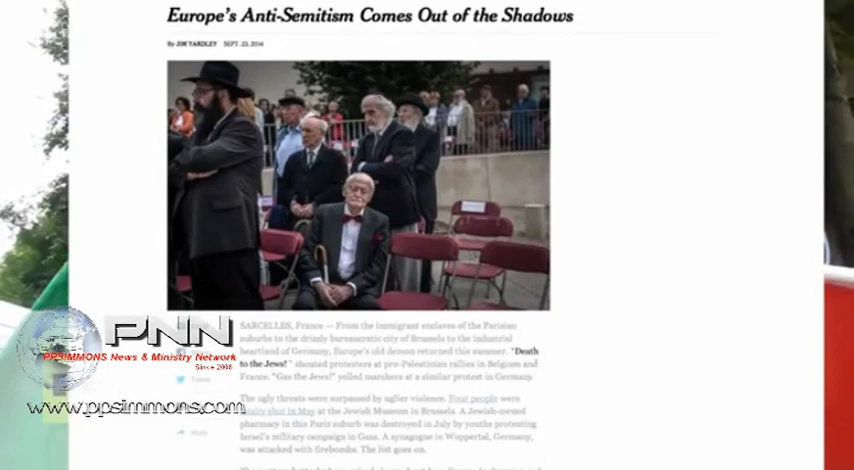 Europe's Anti-Semitism Comes Out of the Shadows
By JIM YARDLEY SEPT. 23, 2014
SARCELLES, France — From the immigrant enclaves of the Parisian
suburbs to the drizzly bureaucratic city of Brussels to the industrial
heartland of Germany, Europe's old demon returned this summer. "Death
to the Jews!" shouted protesters at pro-Palestinian rallies in Belgium and
France. "Gas the Jews!" yelled marchers at a similar protest in Germany.
The ugly threats were surpassed by uglier violence. Four people were
fatally shot in May at the Jewish Museum in Brussels. A Jewish-owned
pharmacy in this Paris suburb was destroyed in July by youths protesting
Israel's military campaign in Gaza. A synagogue in Wuppertal, Germany,
was attacked with firebombs. The list goes on.
Tweet
More
PNN
PPSIMMONS News & Ministry Network
Since 2008
www.ppsimmons.com